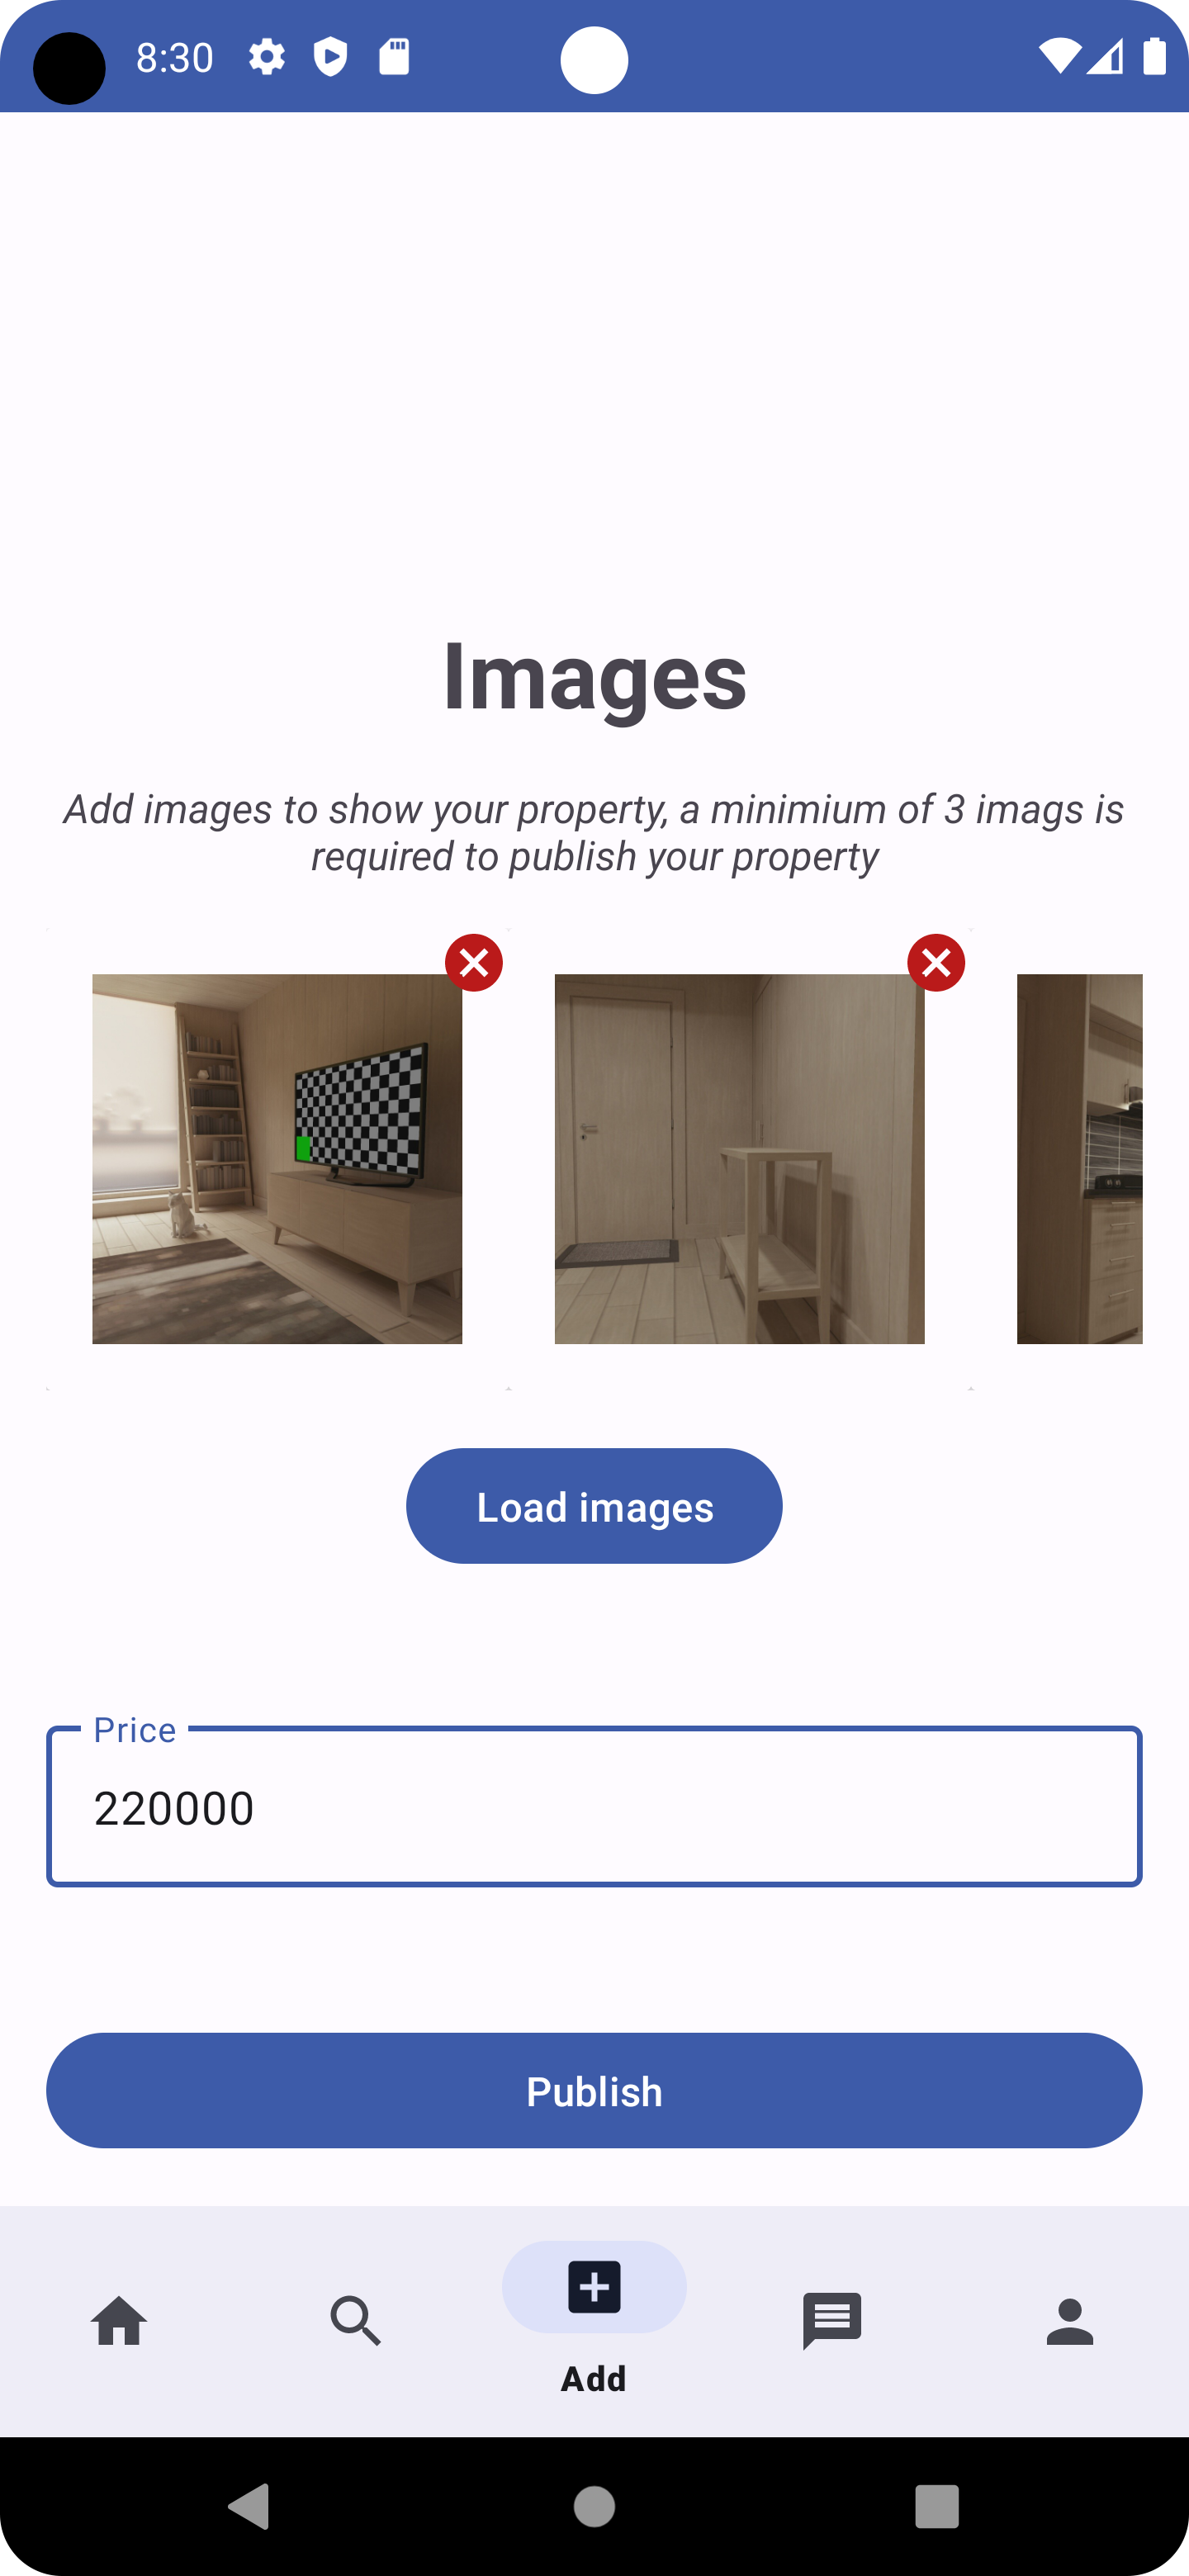 8:30
Images
Add images to show your property, a minimium of 3 imags is
required to publish your property
Load images
Price
220000
Publish
Add